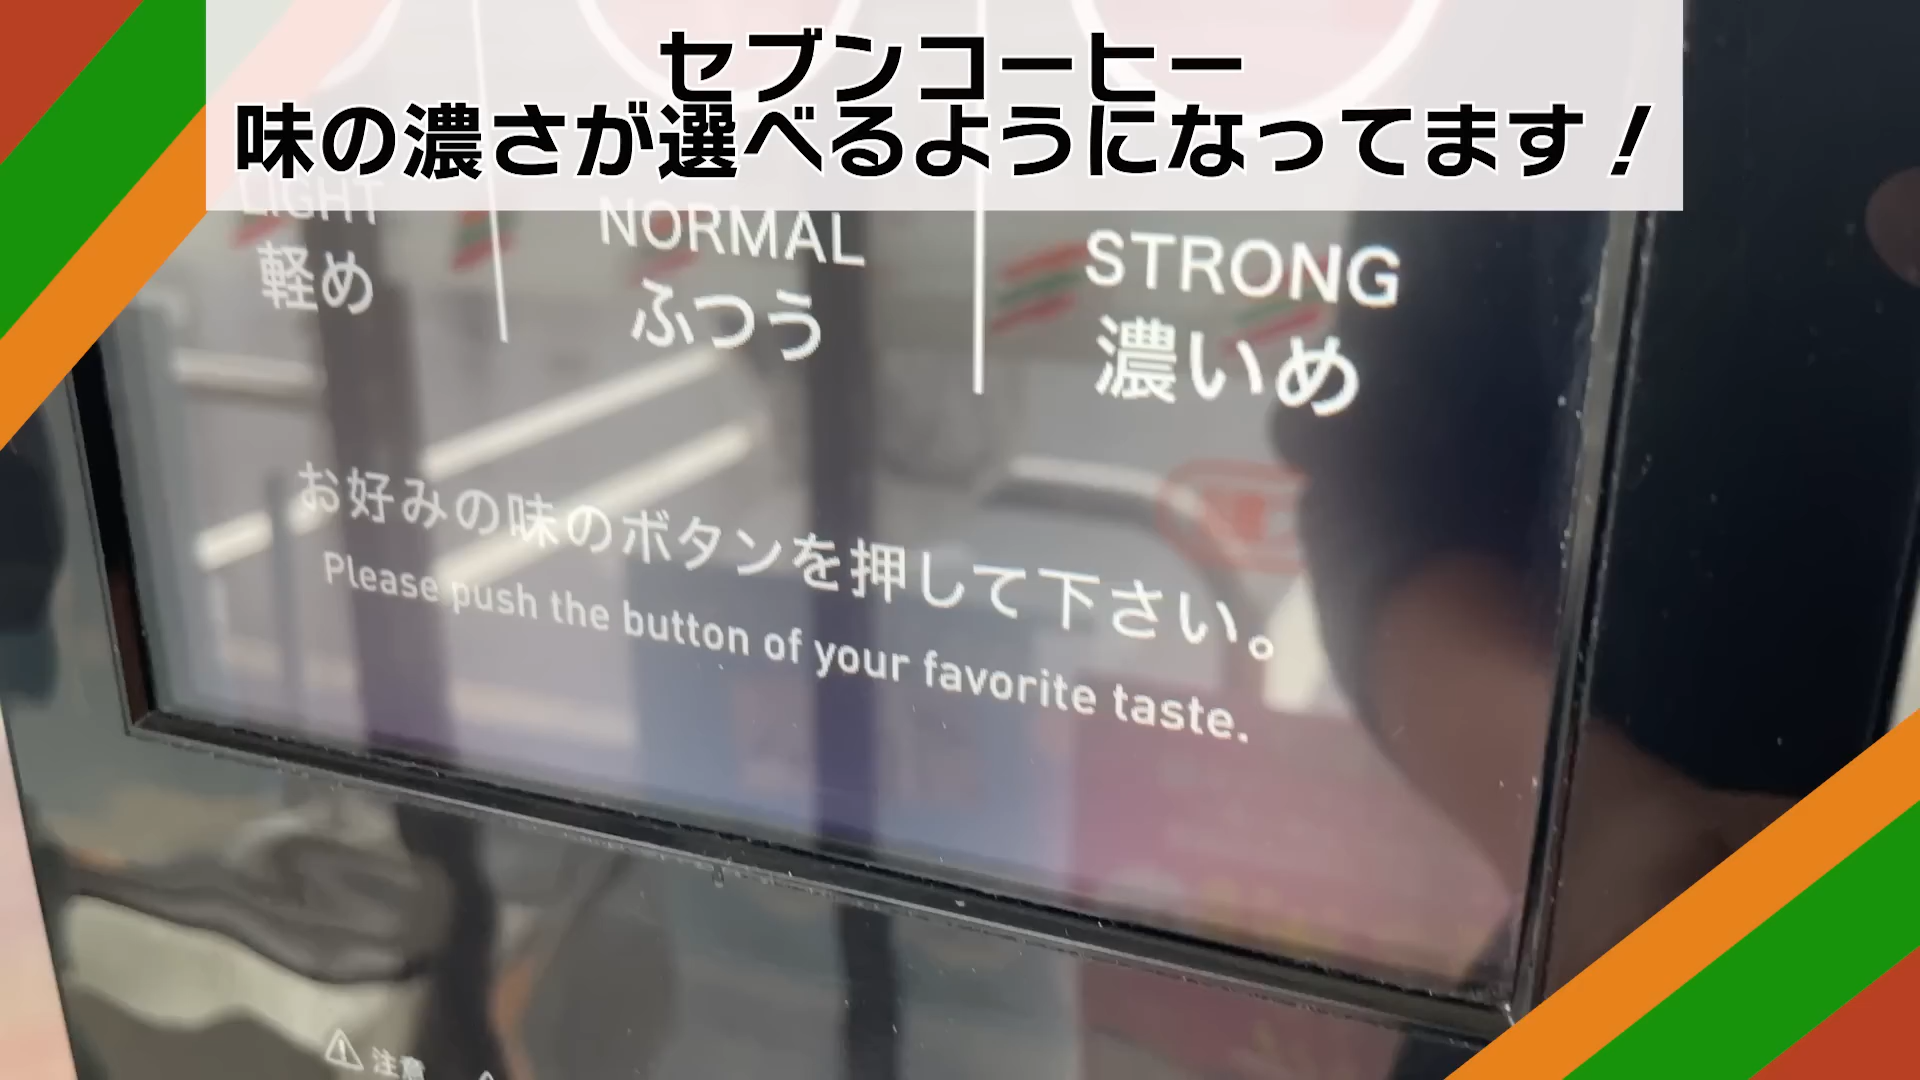 セブンコーヒー
味の濃さが選べるようになってます！
LIGHT
軽め
NORMAL
ふつう
STRONG
濃いめ
お好みの味のボタンを押して下さい。
Please push the button of your favorite taste.
注意